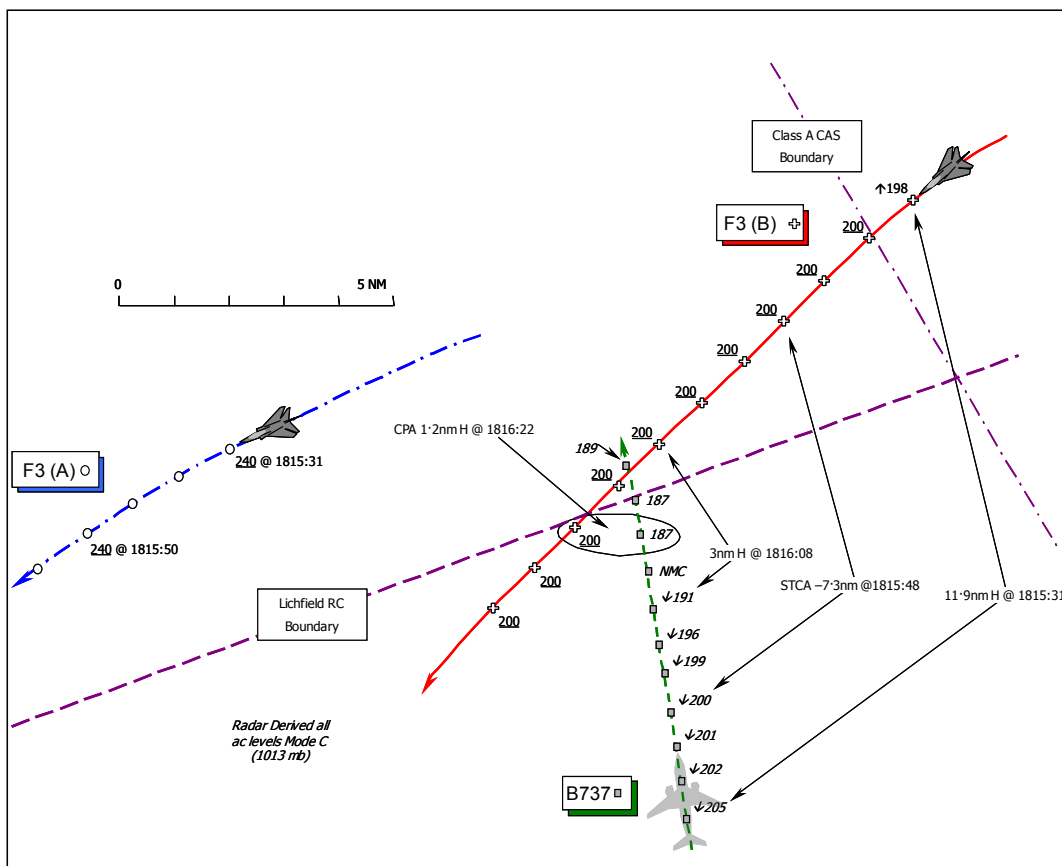 Class A CAS
Boundary
↑198
F3 (B)
200
200
0
5 NM
200
200
200
CPA 1·2nm H @ 1816:22
200
189
F3 (A)
240 @ 1815:31
200
187
187
200
240 @ 1815:50
3nm H @ 1816:08
NMC
STCA –7·3nm @1815:48
200
11·9nm H @ 1815:31
Lichfield RC
Boundary
↓191
200
↓196
↓199
↓200
Radar Derived all
ac levels Mode C
(1013 mb)
↓201
↓202
B737
↓205